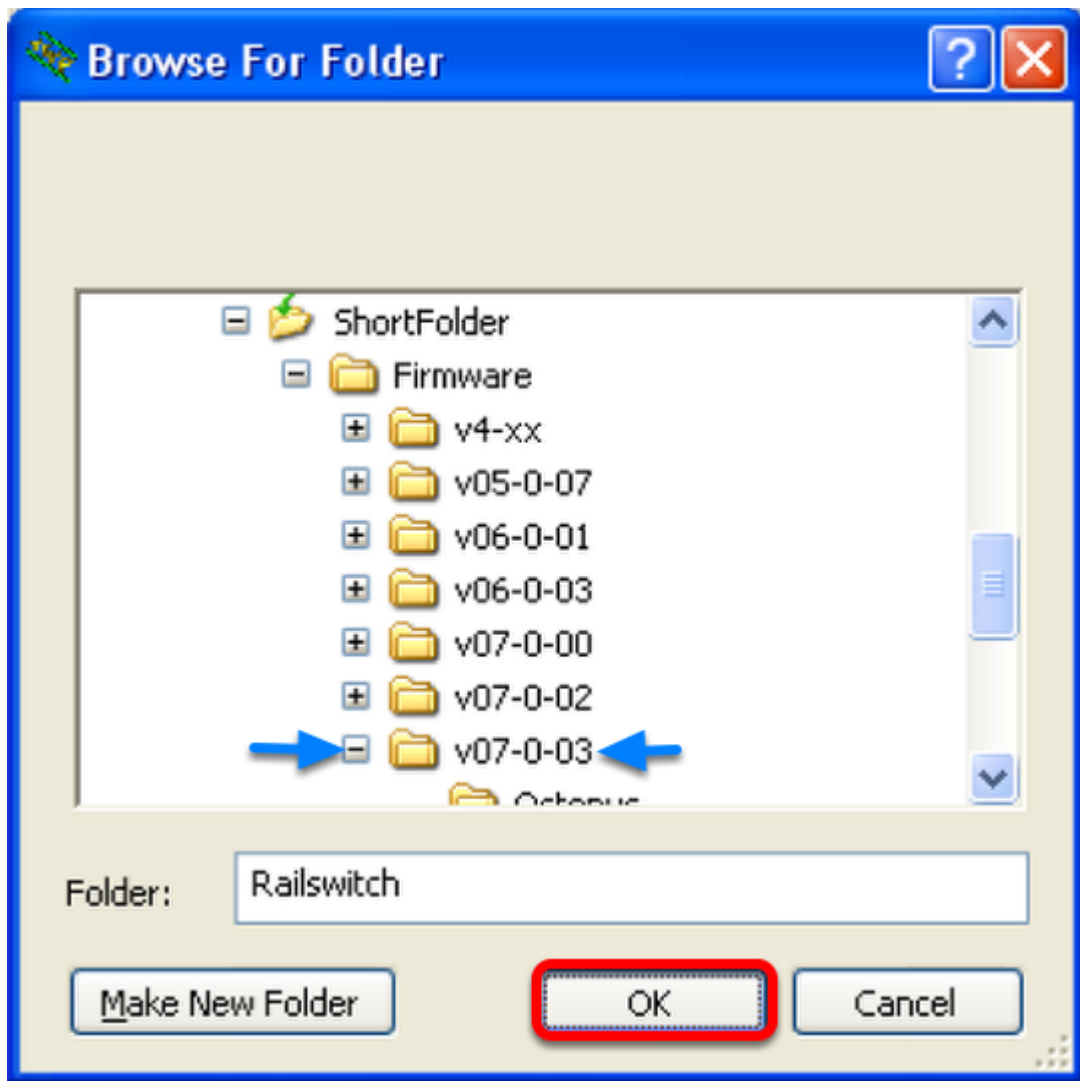 Browse For Folder
ShortFolder
Firmware
v4-xx
v05-0-07
v06-0-01
v06-0-03
v07-0-00
v07-0-02
v07-0-03
Octopus
Folder: Railswitch
Make New Folder OK Cancel